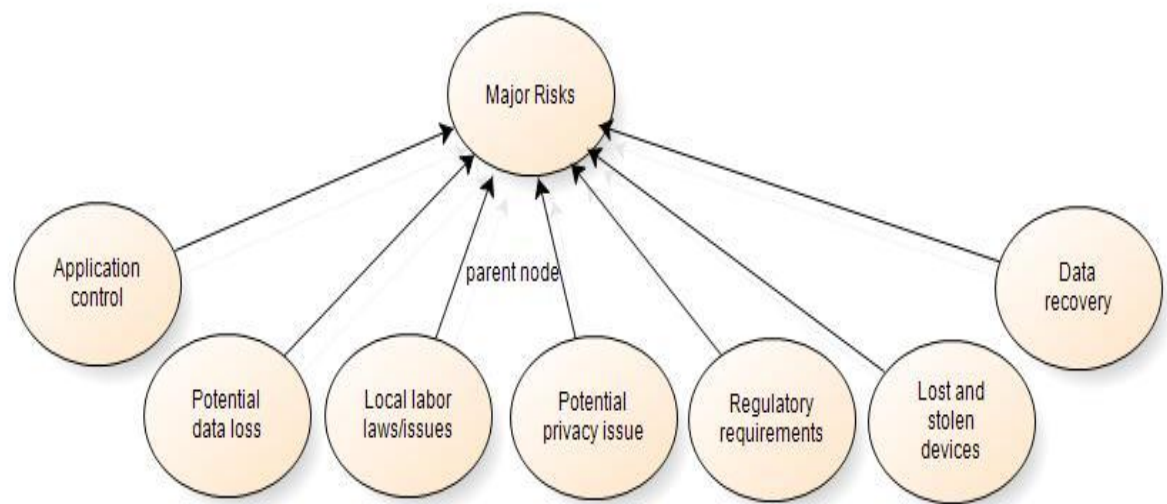 Major Risks
Application
control
parent node
Data
recovery
Potential
data loss
Local labor
laws/issues
Potential
privacy issue
Regulatory
requirements
Lost and
stolen
devices